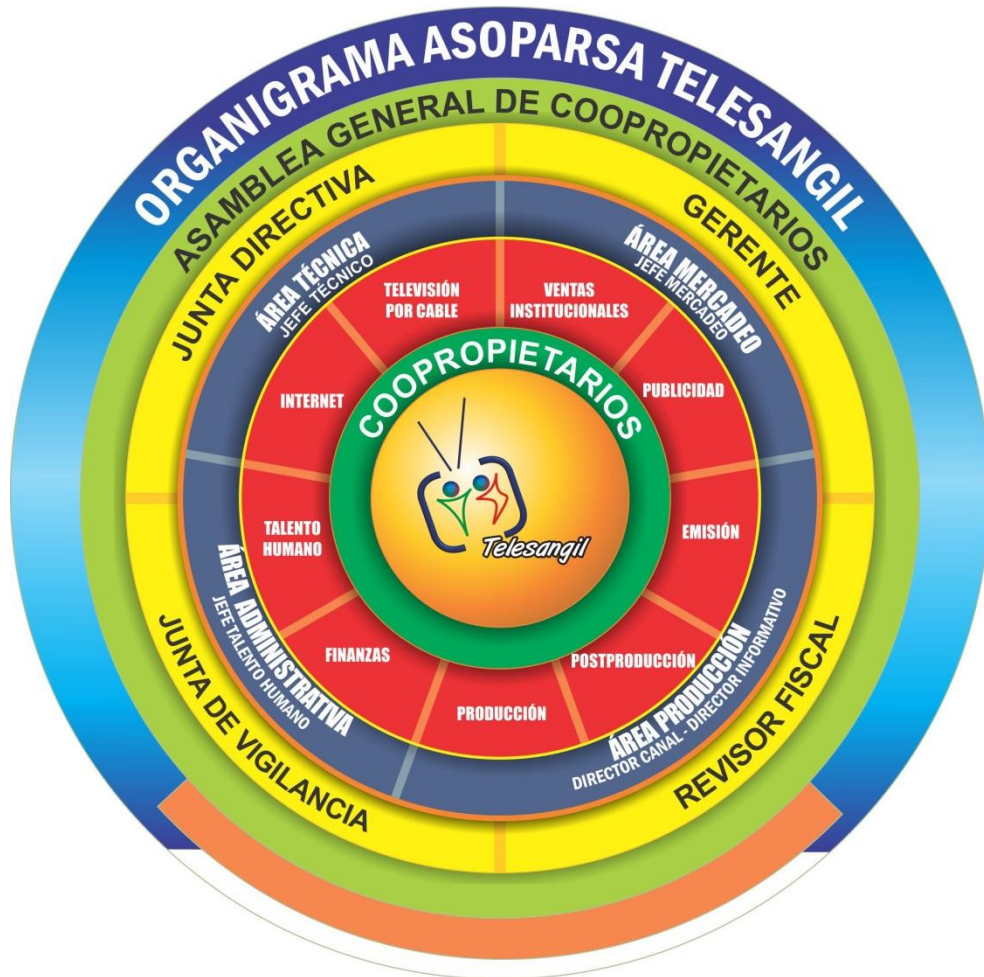 ORGANIGRAMA ASOPARSA TELESANGIL
ASAMBLEA GENERAL DE COOPROPIETARIOS
JUNTA DIRECTIVA
GERENTE
ÁREA TÉCNICA
JEFE TÉCNICO
ÁREA MERCADEO
JEFE MERCADEO
TELEVISIÓN
POR CABLE
VENTAS
INSTITUCIONALES
INTERNET
PUBLICIDAD
COOPROPIETARIOS
Telesangil
TALENTO
HUMANO
EMISIÓN
FINANZAS
POSTPRODUCCIÓN
PRODUCCIÓN
ÁREA ADMINISTRATIVA
JEFE TALENTO HUMANO
ÁREA PRODUCCIÓN
DIRECTOR CANAL - DIRECTOR INFORMATIVO
JUNTA DE VIGILANCIA
REVISOR FISCAL